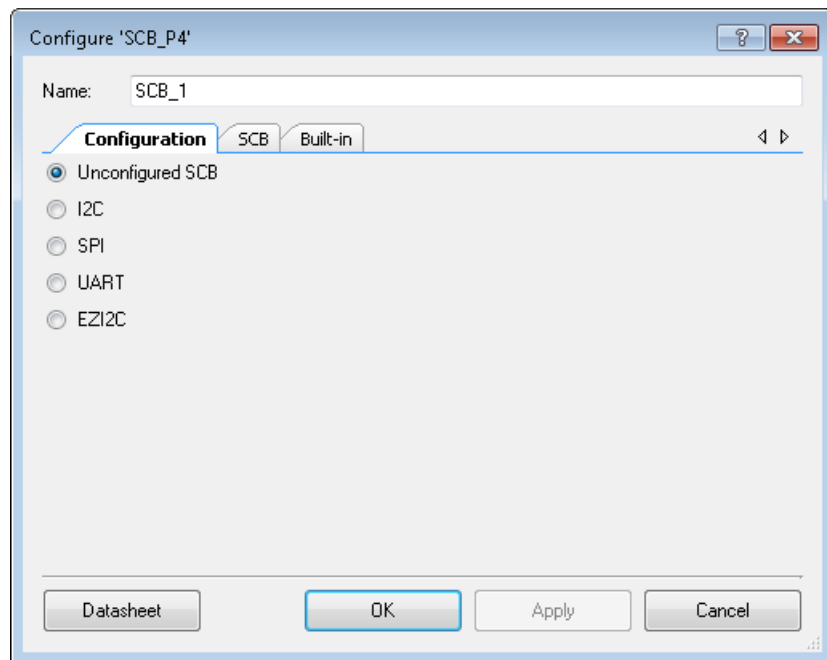 Configure 'SCB_P4'
Name: SCB_1
Configuration SCB Built-in
Unconfigured SCB
I2C
SPI
UART
EZI2C
Datasheet OK Apply Cancel